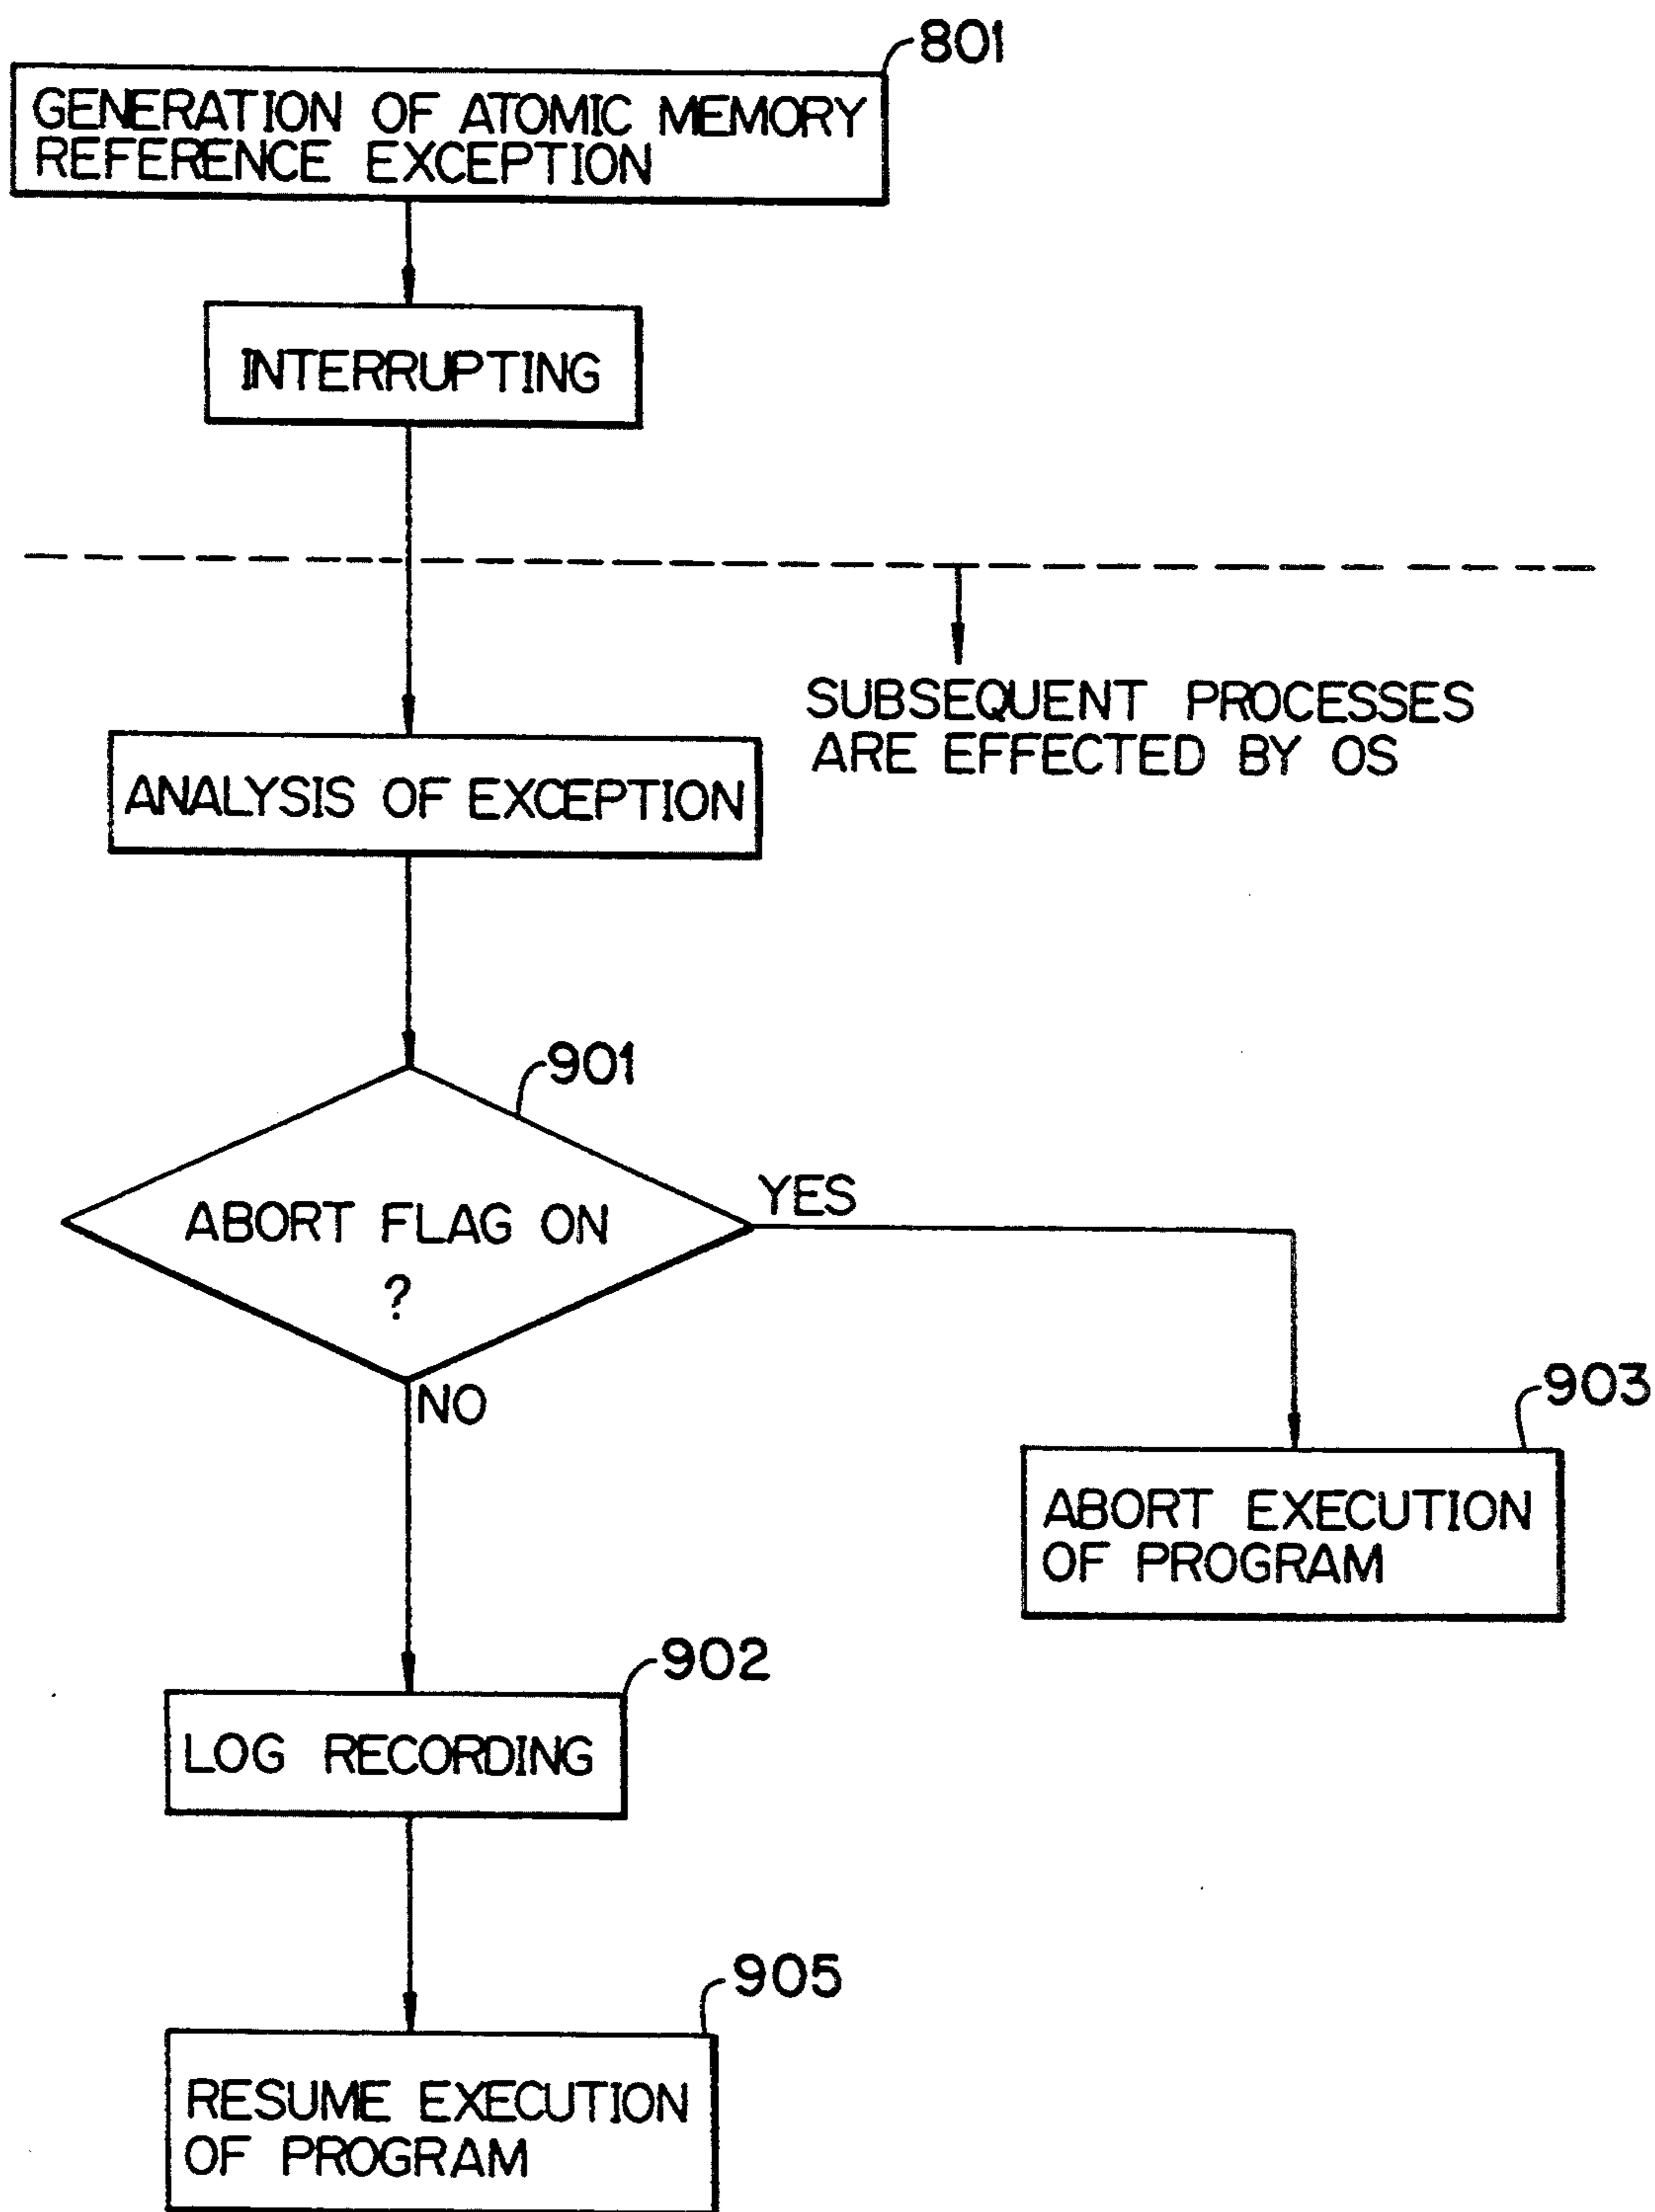 801
GENERATION OF ATOMIC MEMORY
REFERENCE EXCEPTION
INTERRUPTING
SUBSEQUENT PROCESSES
ARE EFFECTED BY OS
ANALYSIS OF EXCEPTION
901
ABORT FLAG ON
?
YES
NO
903
ABORT EXECUTION
OF PROGRAM
902
LOG RECORDING
905
RESUME EXECUTION
OF PROGRAM